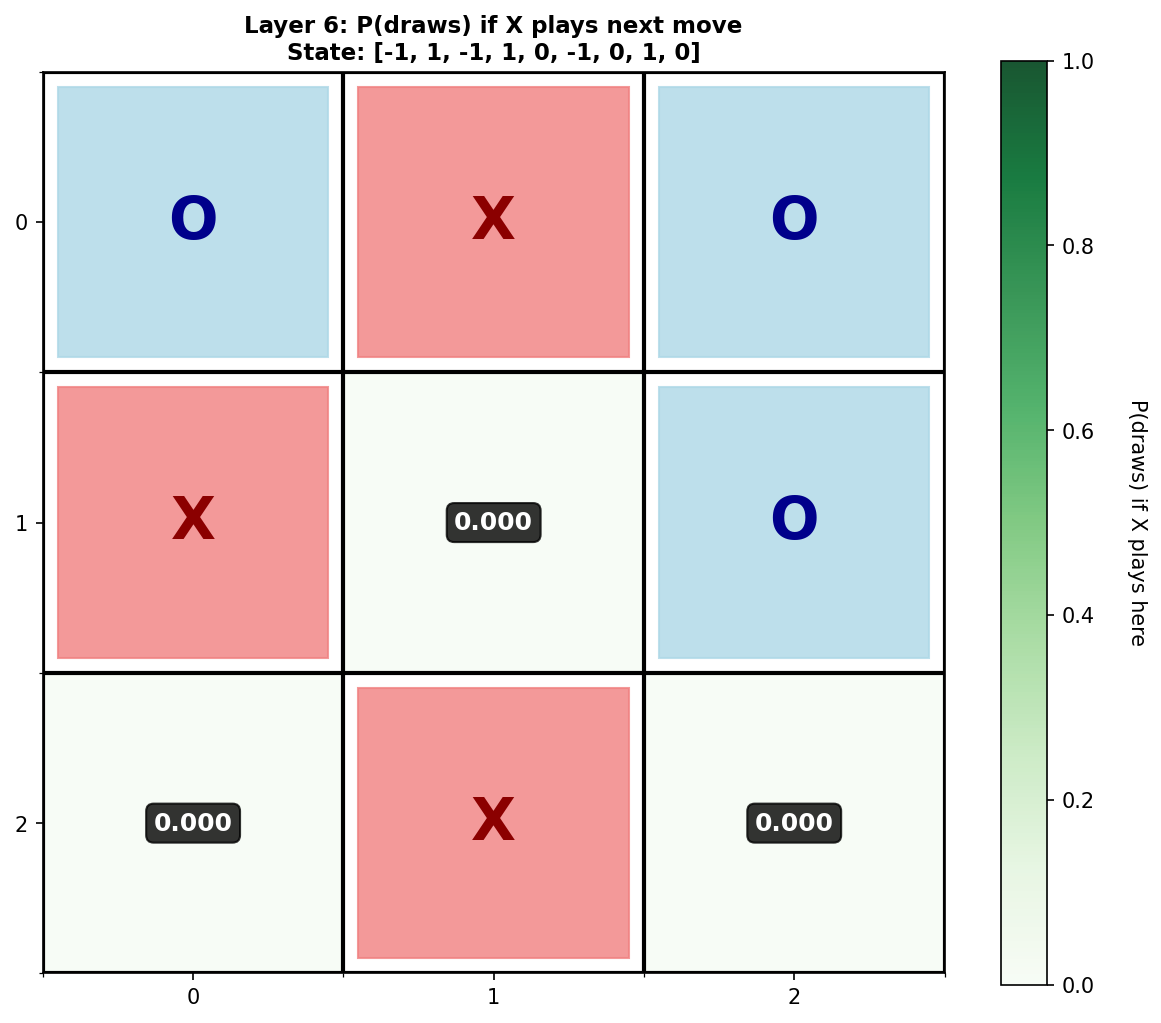 Layer 6: P(draws) if X plays next move
State: [-1, 1, -1, 1, 0, -1, 0, 1, 0]
0
O
X
O
1
X
0.000
O
2
0.000
X
0.000
0
1
2
1.0
0.8
0.6
0.4
0.2
0.0
P(draws) if X plays here